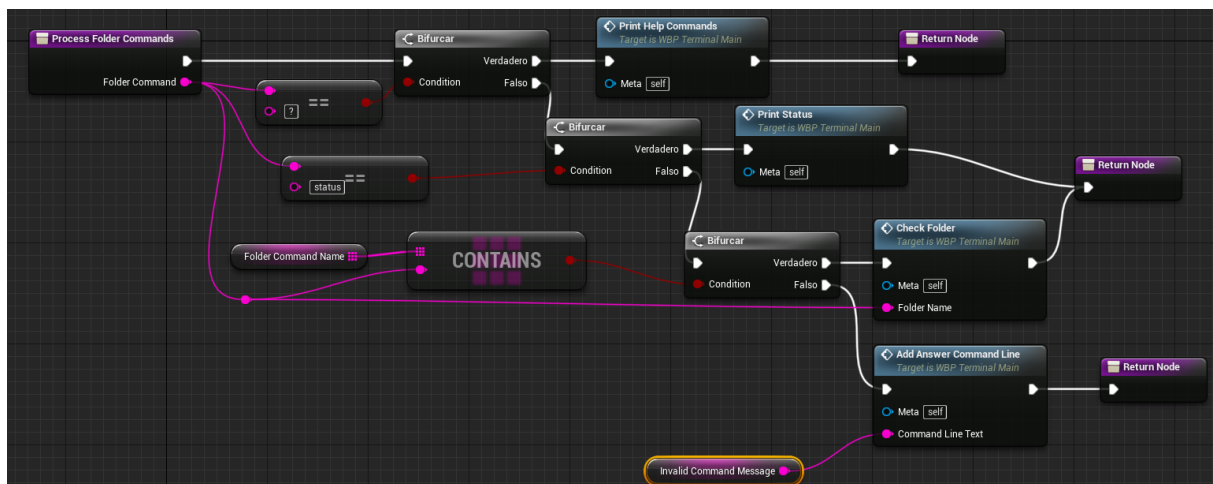 Process Folder Commands
Folder Command
==
?
Bifurcar
Verdadero
Condition
Falso
Print Help Commands
Target is WBP Terminal Main
Meta self
Return Node
==
status
Bifurcar
Verdadero
Condition
Falso
Print Status
Target is WBP Terminal Main
Meta self
Return Node
Folder Command Name
CONTAINS
Bifurcar
Verdadero
Condition
Falso
Check Folder
Target is WBP Terminal Main
Meta self
Folder Name
Add Answer Command Line
Target is WBP Terminal Main
Meta self
Command Line Text
Return Node
Invalid Command Message